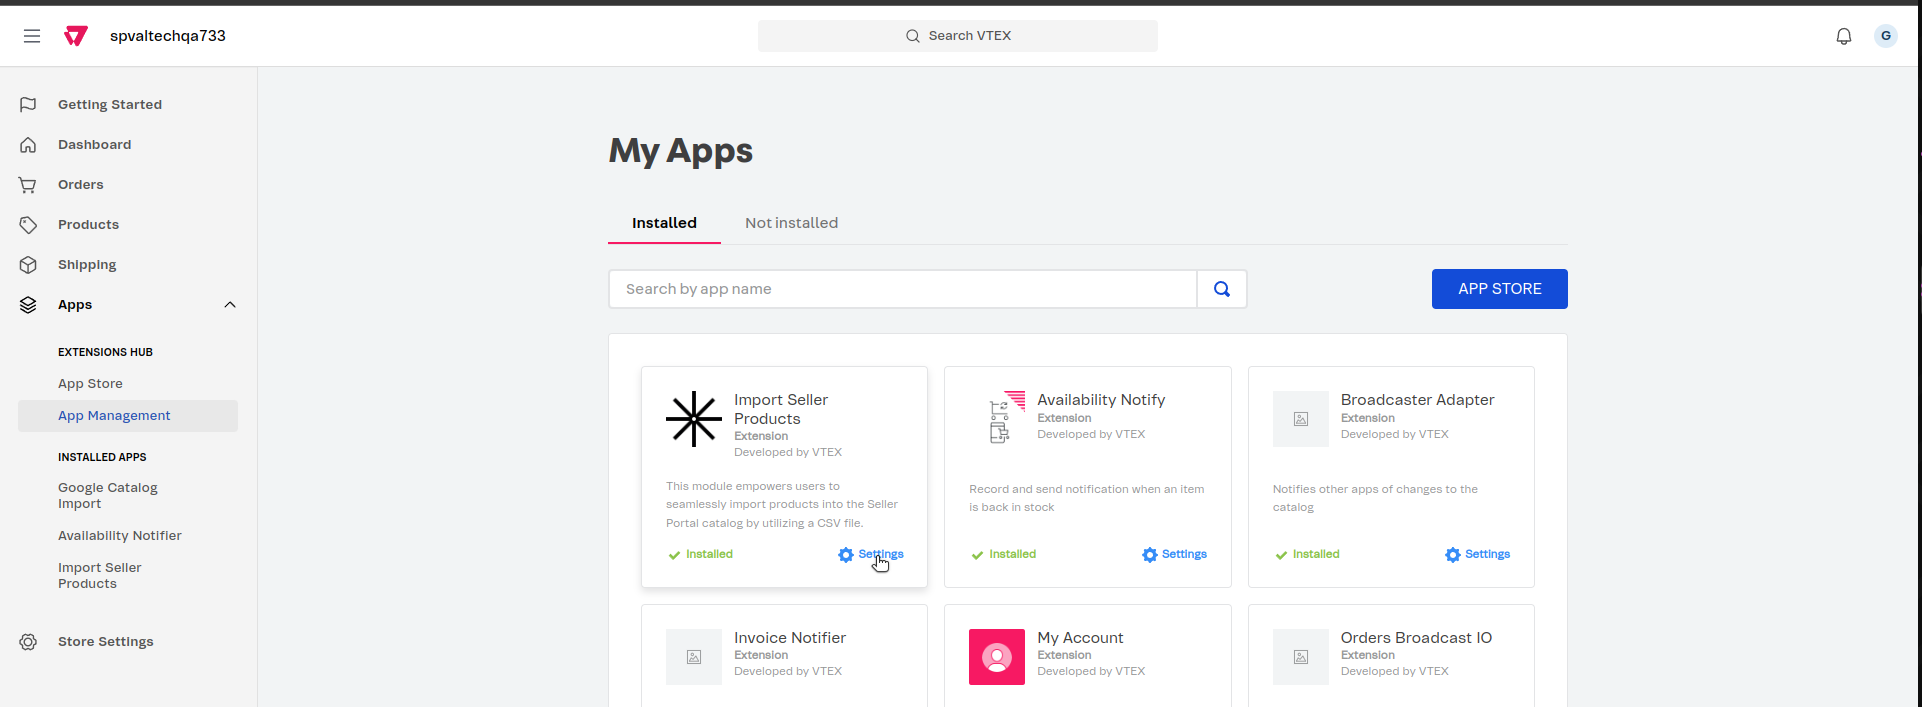 spvaltechqa733
Search VTEX
G
Getting Started
Dashboard
Orders
Products
Shipping
Apps
EXTENSIONS HUB
App Store
App Management
INSTALLED APPS
Google Catalog
Import
Availability Notifier
Import Seller
Products
Store Settings
My Apps
Installed
Not installed
Search by app name
APP STORE
Import Seller
Products
Extension
Developed by VTEX
This module empowers users to
seamlessly import products into the Seller
Portal catalog by utilizing a CSV file.
Installed
Settings
Availability Notify
Extension
Developed by VTEX
Record and send notification when an item
is back in stock
Installed
Settings
Broadcaster Adapter
Extension
Developed by VTEX
Notifies other apps of changes to the
catalog
Installed
Settings
Invoice Notifier
Extension
Developed by VTEX
My Account
Extension
Developed by VTEX
Orders Broadcast IO
Extension
Developed by VTEX